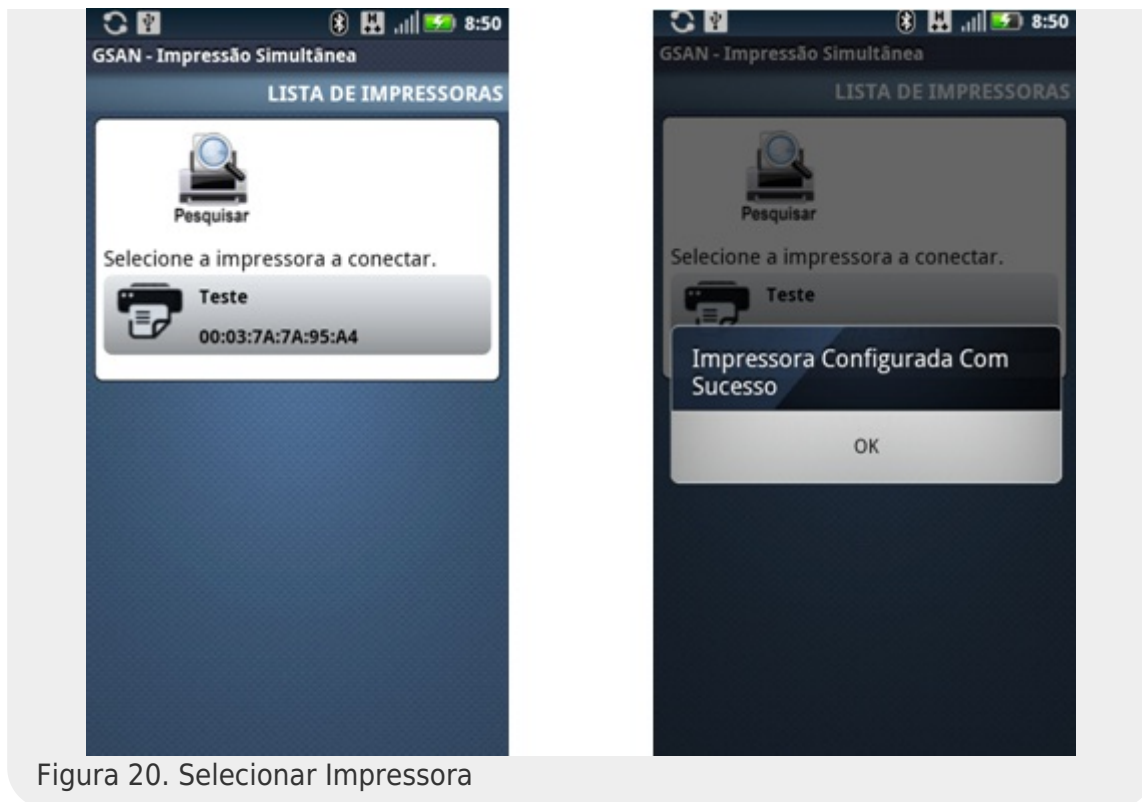 8:50
GSAN - Impressão Simultânea
LISTA DE IMPRESSORAS
Pesquisar
Selecione a impressora a conectar.
Teste
00:03:7A:7A:95:A4
8:50
GSAN - Impressão Simultânea
LISTA DE IMPRESSORAS
Pesquisar
Selecione a impressora a conectar.
Teste
Impressora Configurada Com
Sucesso
OK
Figura 20. Selecionar Impressora